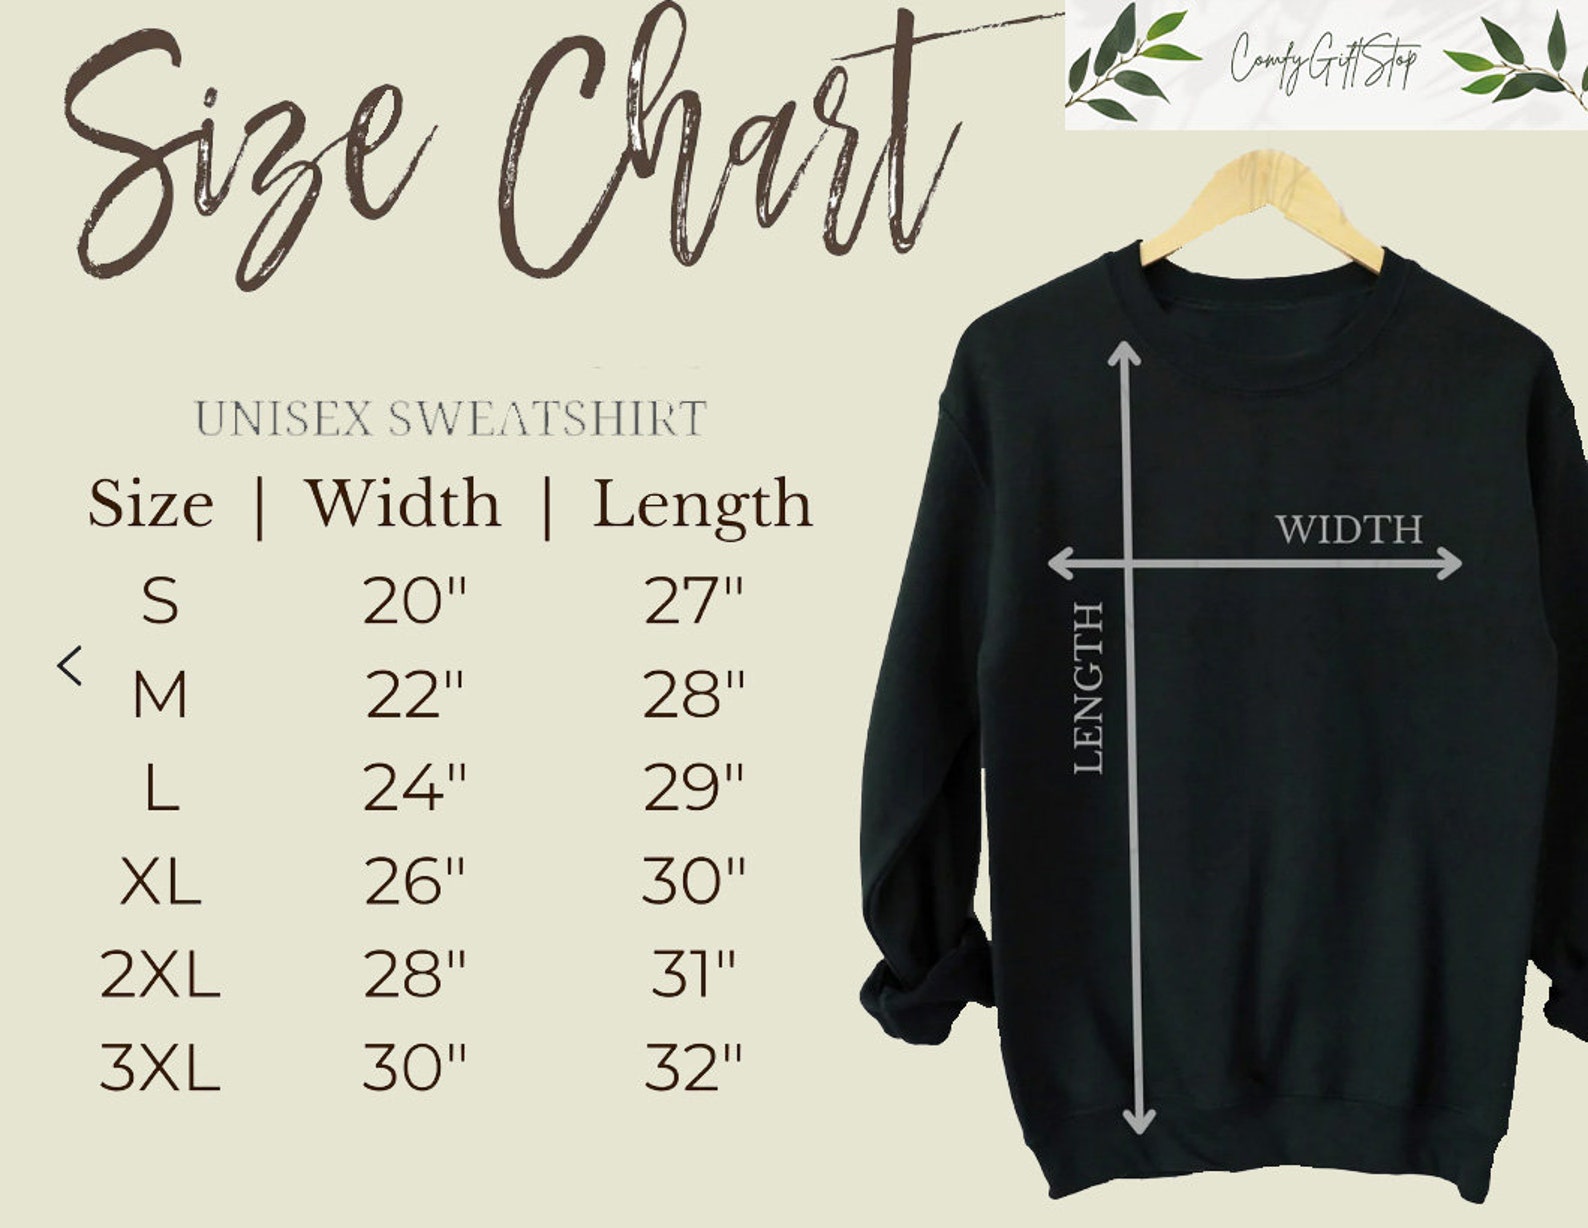 Size Chart
ComfyGiftStop
UNISEX SWEATSHIRT
Size | Width | Length
S 20" 27"
M 22" 28"
L 24" 29"
XL 26" 30"
2XL 28" 31"
3XL 30" 32"
WIDTH
LENGTH